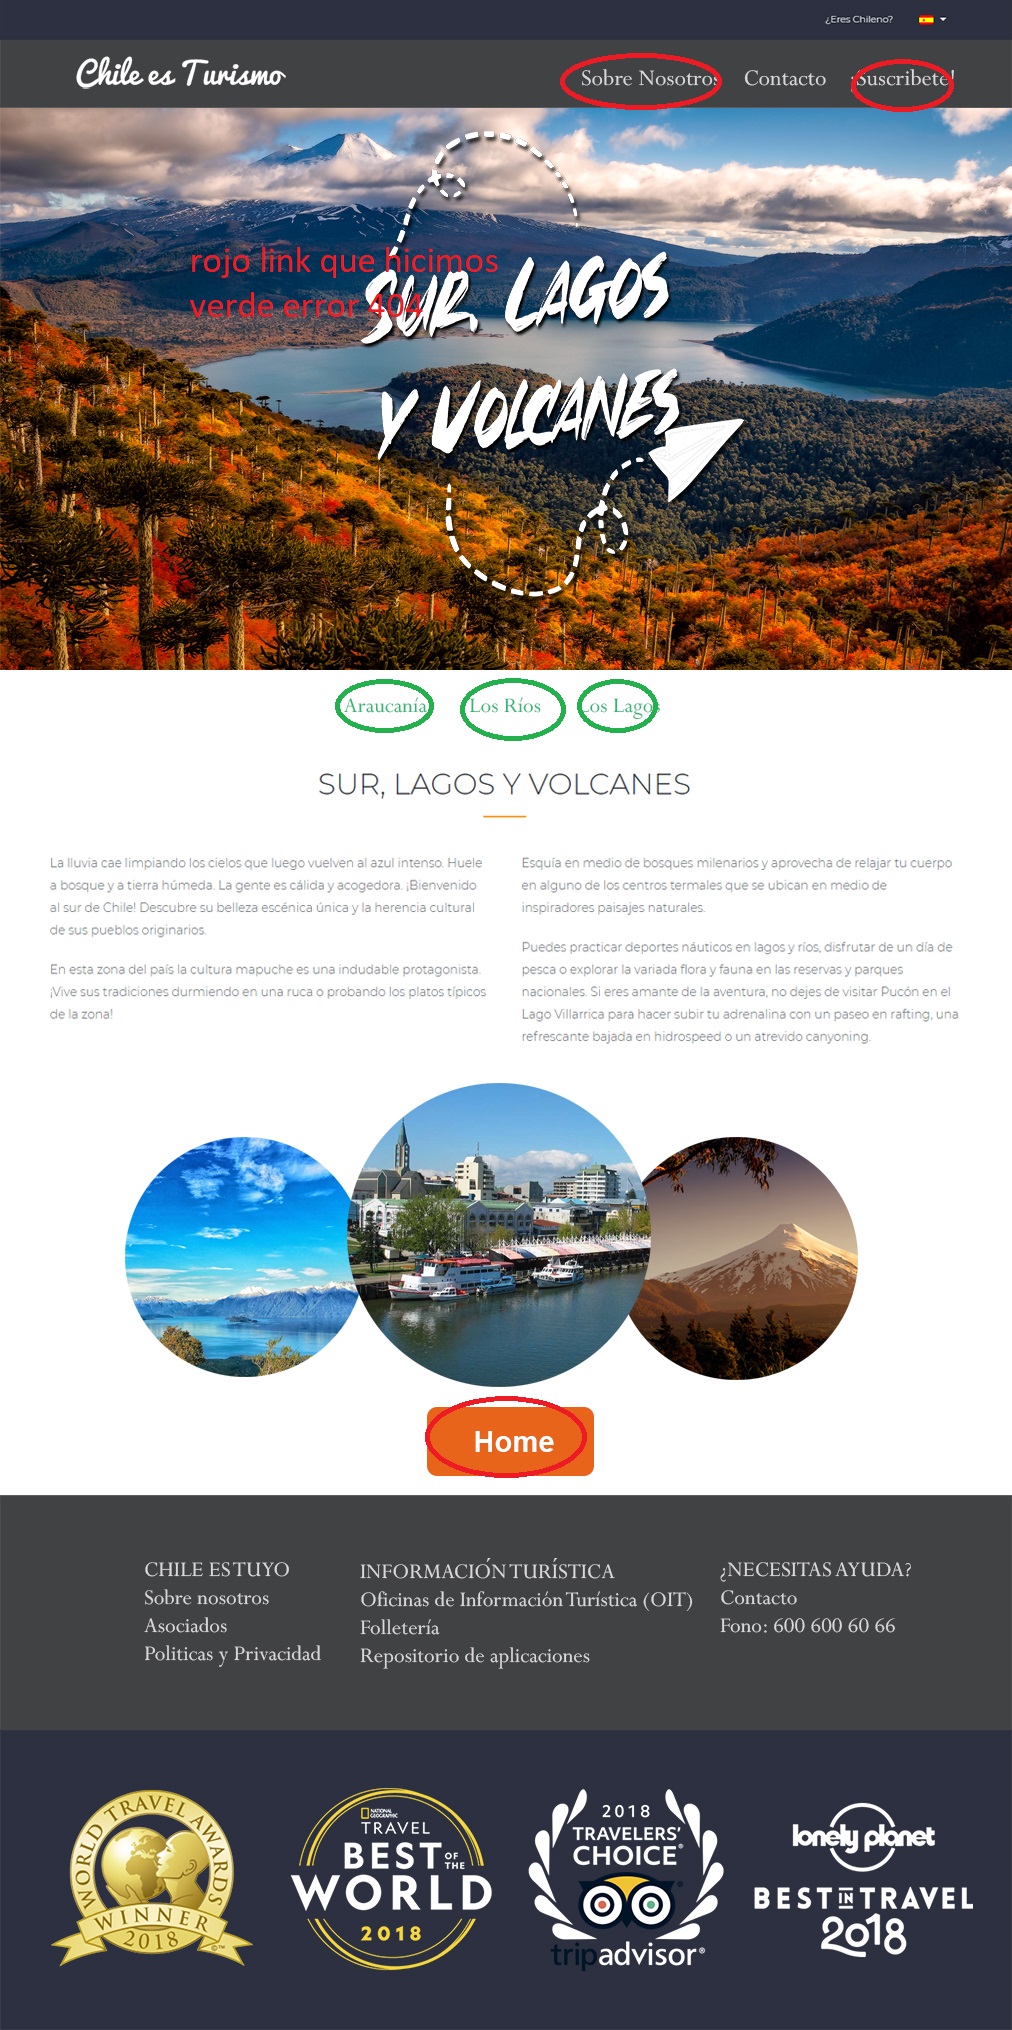 ¿Eres Chileno?
Chile es Turismo
Sobre Nosotros
Contacto
¡Suscribete!
rojo link que hicimos
verde error 404
SUR, LAGOS
Y VOLCANES
Araucanía
Los Ríos
Los Lagos
SUR, LAGOS Y VOLCANES
La lluvia cae limpiando los cielos que luego vuelven al azul intenso. Huele
a bosque y a tierra húmeda. La gente es cálida y acogedora. ¡Bienvenido
al sur de Chile! Descubre su belleza escénica única y la herencia cultural
de sus pueblos originarios.
En esta zona del país la cultura mapuche es una indudable protagonista.
¡Vive sus tradiciones durmiendo en una ruca o probando los platos típicos
de la zona!
Esquía en medio de bosques milenarios y aprovecha de relajar tu cuerpo
en alguno de los centros termales que se ubican en medio de
inspiradores paisajes naturales.
Puedes practicar deportes náuticos en lagos y ríos, disfrutar de un día de
pesca o explorar la variada flora y fauna en las reservas y parques
nacionales. Si eres amante de la aventura, no dejes de visitar Pucón en el
Lago Villarrica para hacer subir tu adrenalina con un paseo en rafting, una
refrescante bajada en hidrospeed o un atrevido canyoning.
Home
CHILE ES TUYO
Sobre nosotros
Asociados
Politicas y Privacidad
INFORMACIÓN TURÍSTICA
Oficinas de Información Turística (OIT)
Folletería
Repositorio de aplicaciones
¿NECESITAS AYUDA?
Contacto
Fono: 600 600 60 66
WORLD TRAVEL AWARDS
WINNER
2018
©™
NATIONAL
GEOGRAPHIC
TRAVEL
BEST OF THE
WORLD
2018
2018
TRAVELERS'
CHOICE®
tripadvisor®
lonely planet
BEST IN TRAVEL
2018